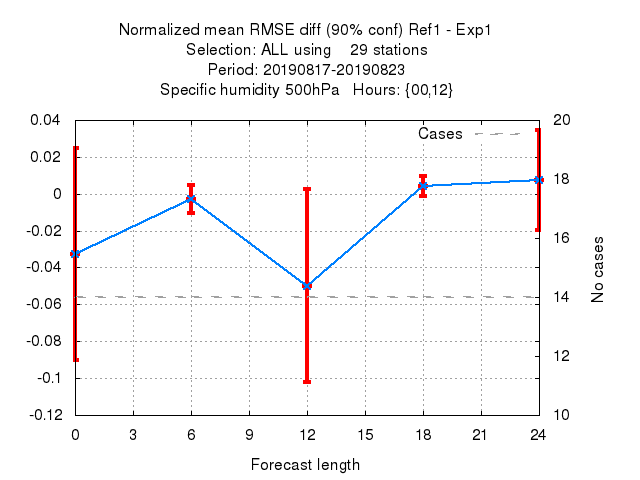 Normalized mean RMSE diff (90% conf) Ref1 - Exp1
Selection: ALL using    29 stations
Period: 20190817-20190823
Specific humidity 500hPa   Hours: {00,12}
0.04
0.02
0
-0.02
-0.04
-0.06
-0.08
-0.1
-0.12
Cases
20
18
16
14
12
10
No cases
0 3 6 9 12 15 18 21 24
Forecast length